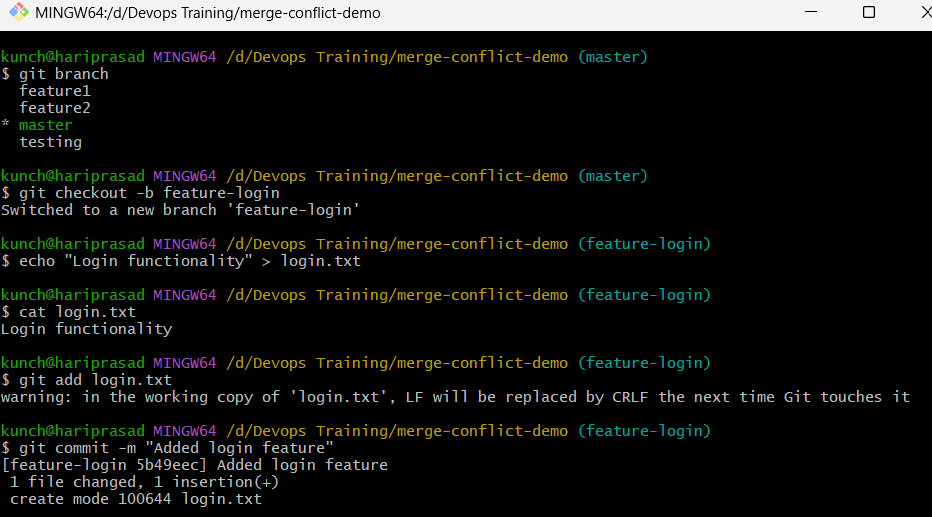 MINGW64:/d/Devops Training/merge-conflict-demo
kunch@hariprasad MINGW64 /d/Devops Training/merge-conflict-demo (master)
$ git branch
  feature1
  feature2
* master
  testing
kunch@hariprasad MINGW64 /d/Devops Training/merge-conflict-demo (master)
$ git checkout -b feature-login
Switched to a new branch 'feature-login'
kunch@hariprasad MINGW64 /d/Devops Training/merge-conflict-demo (feature-login)
$ echo "Login functionality" > login.txt
kunch@hariprasad MINGW64 /d/Devops Training/merge-conflict-demo (feature-login)
$ cat login.txt
Login functionality
kunch@hariprasad MINGW64 /d/Devops Training/merge-conflict-demo (feature-login)
$ git add login.txt
warning: in the working copy of 'login.txt', LF will be replaced by CRLF the next time Git touches it
kunch@hariprasad MINGW64 /d/Devops Training/merge-conflict-demo (feature-login)
$ git commit -m "Added login feature"
[feature-login 5b49eec] Added login feature
 1 file changed, 1 insertion(+)
 create mode 100644 login.txt